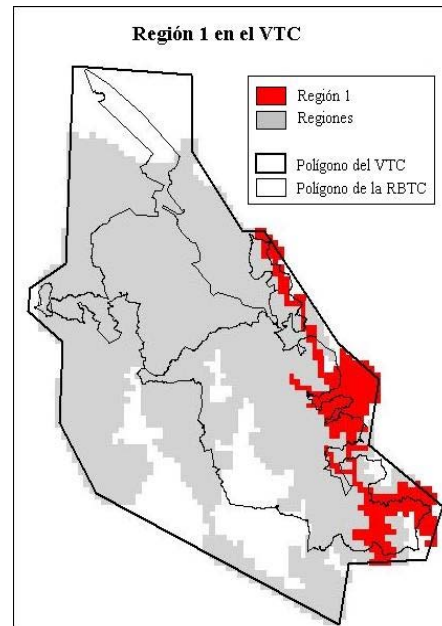 Región 1 en el VTC
Región 1
Regiones
Polígono del VTC
Polígono de la RBTC